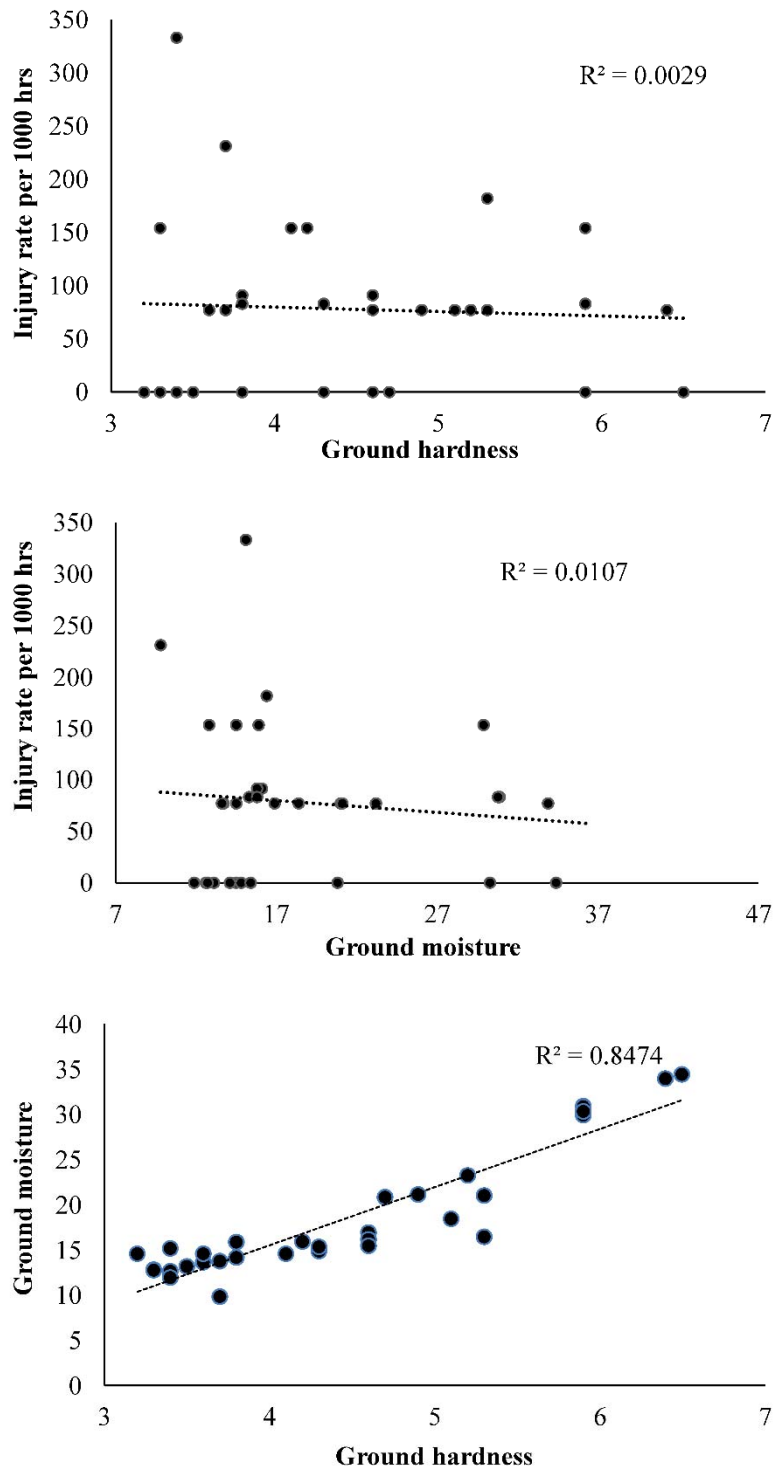 350
300
250
200
150
100
50
0
Injury rate per 1000 hrs
R² = 0.0029
3 4 5 6 7
Ground hardness
350
300
250
200
150
100
50
0
Injury rate per 1000 hrs
R² = 0.0107
7 17 27 37 47
Ground moisture
40
35
30
25
20
15
10
5
0
Ground moisture
R² = 0.8474
3 4 5 6 7
Ground hardness